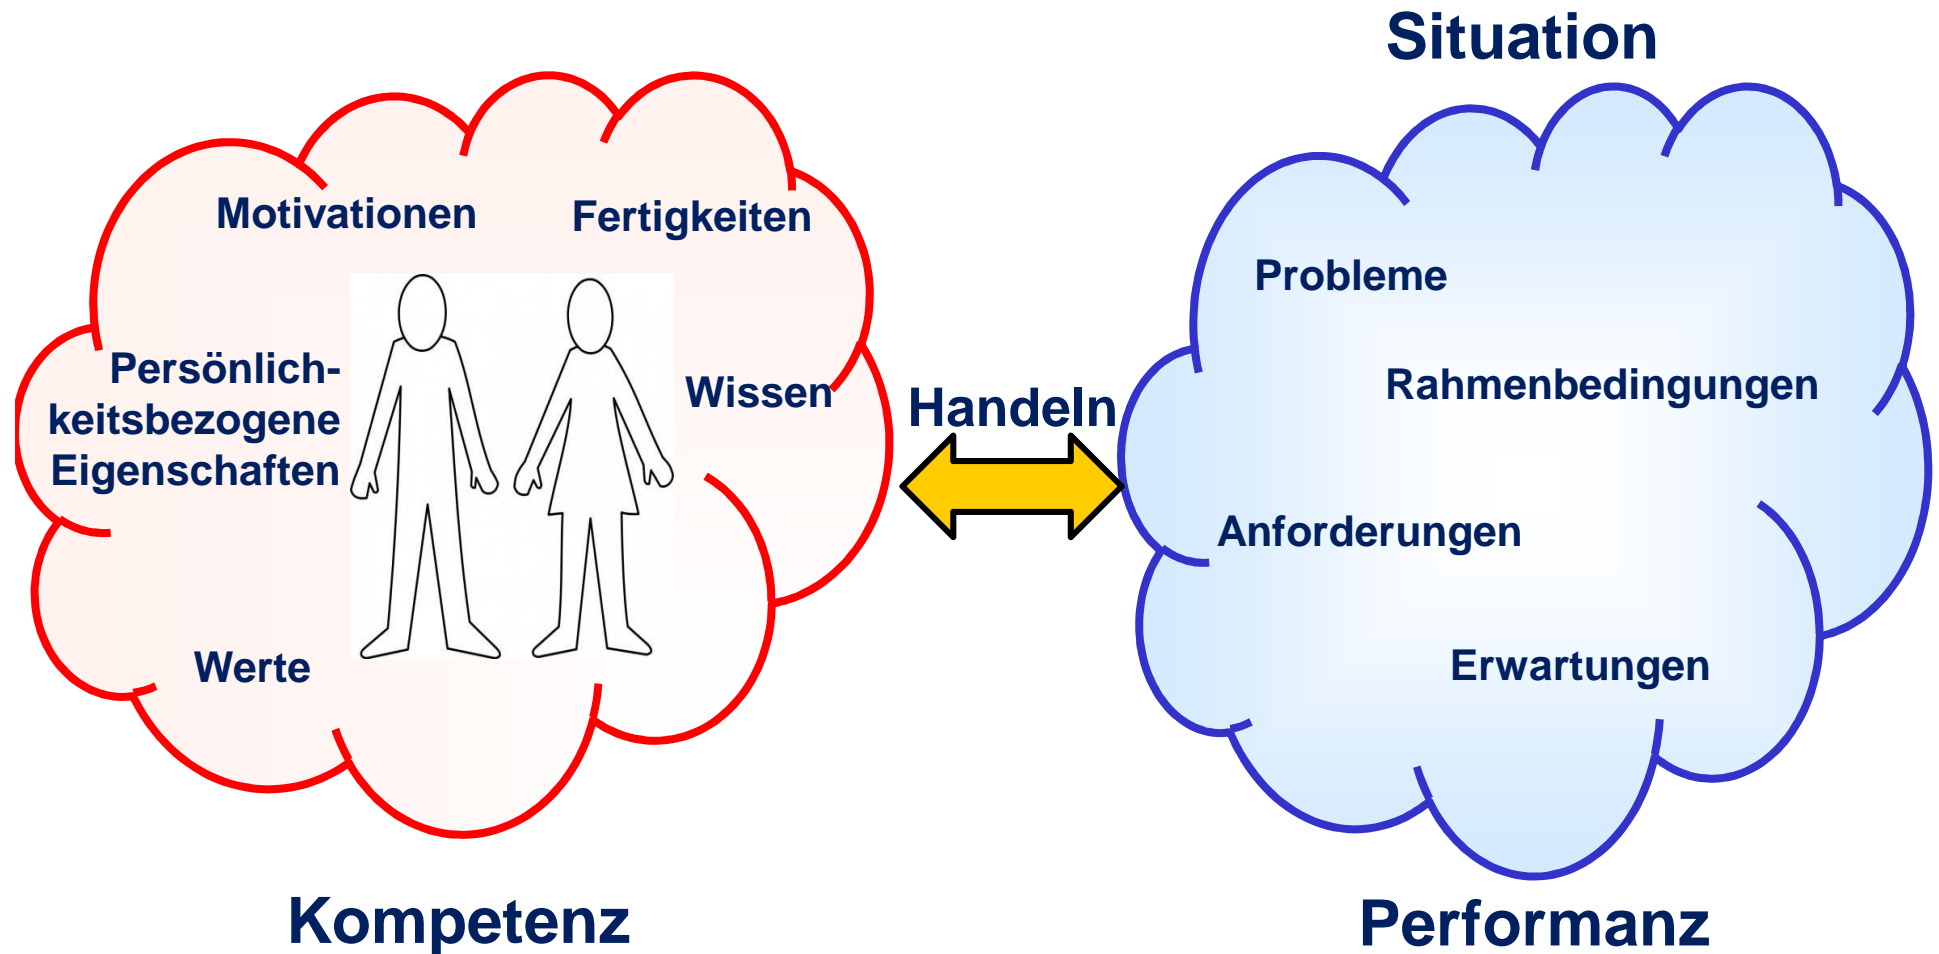 Situation
Motivationen
Fertigkeiten
Persönlich-
keitsbezogene
Eigenschaften
Wissen
Werte
Handeln
Probleme
Rahmenbedingungen
Anforderungen
Erwartungen
Kompetenz
Performanz